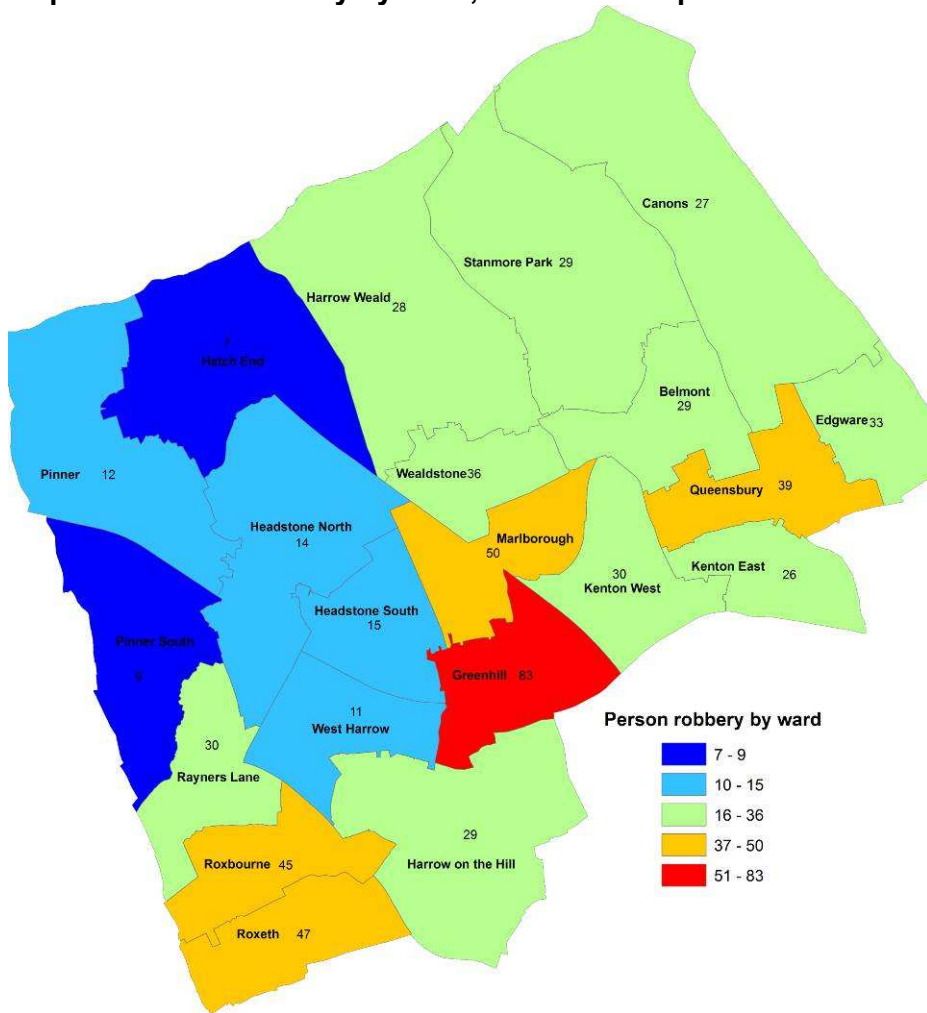 Canons 27
Stanmore Park 29
Harrow Weald
28
7
Hatch End
Belmont
29
Edgware 33
Pinner 12
Wealdstone 36
Queensbury 39
Headstone North
14
Marlborough
50
Kenton East 26
30
Kenton West
Headstone South
15
Pinner South
Greenhill 83
11
West Harrow
30
Rayners Lane
Person robbery by ward
7 - 9
10 - 15
16 - 36
37 - 50
51 - 83
29
Harrow on the Hill
Roxbourne 45
Roxeth 47